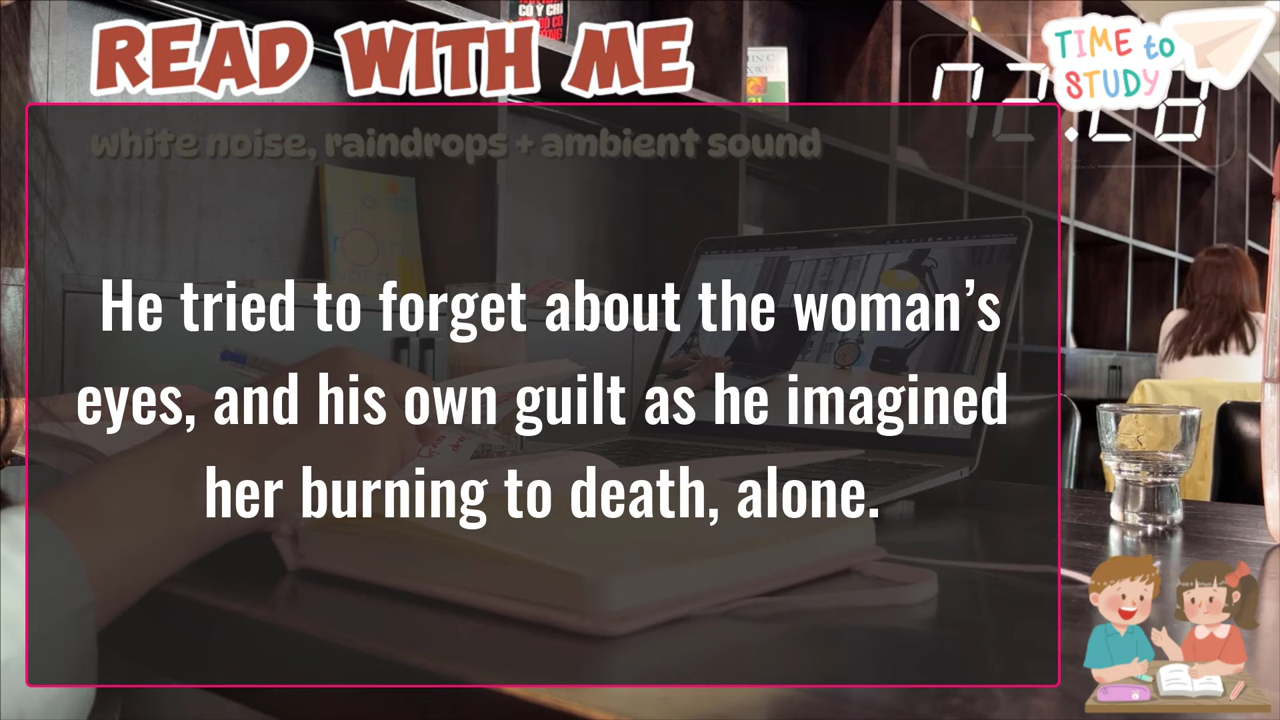 READ WITH ME
TIME to
STUDY
white noise, raindrops + ambient sound
He tried to forget about the woman’s
eyes, and his own guilt as he imagined
her burning to death, alone.